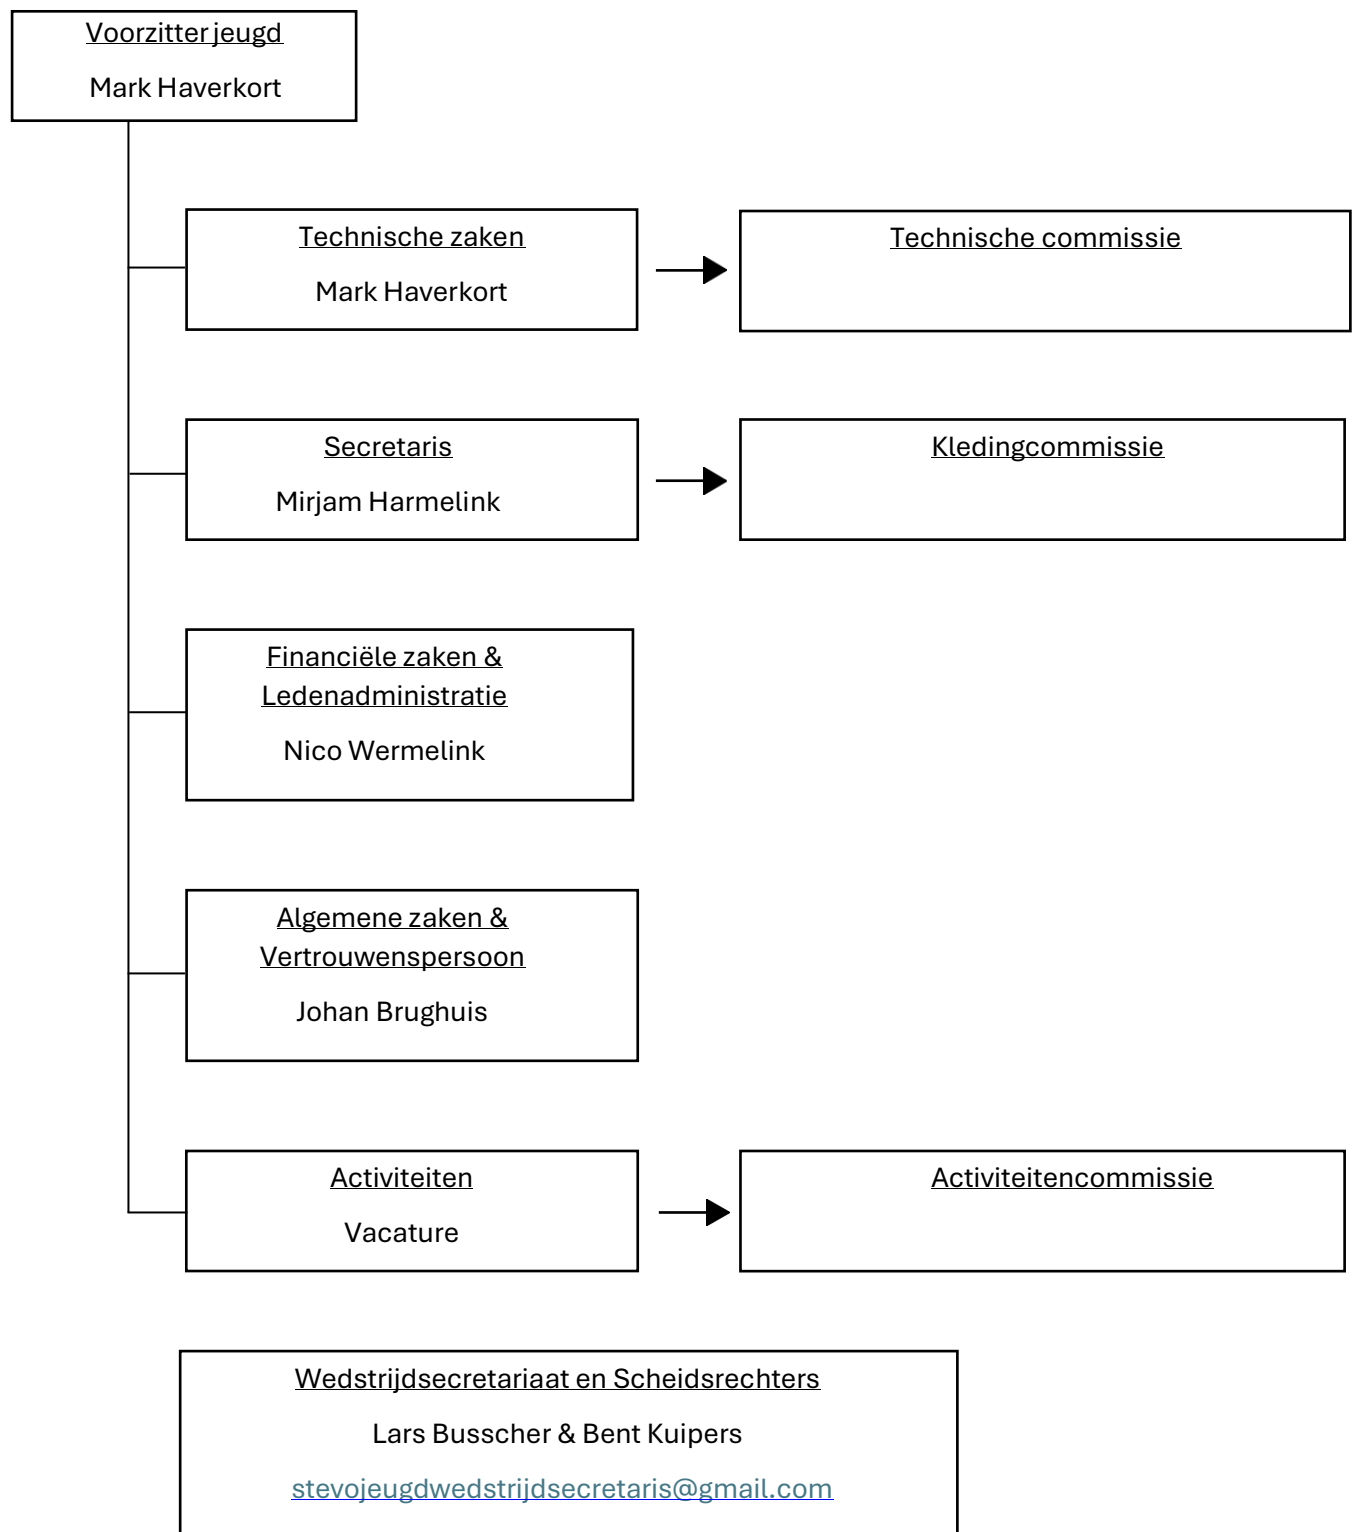 Voorzitter jeugd
Mark Haverkort
Technische zaken
Mark Haverkort
Technische commissie
Secretaris
Mirjam Harmelink
Kledingcommissie
Financiële zaken &
Ledenadministratie
Nico Wermelink
Algemene zaken &
Vertrouwenspersoon
Johan Brughuis
Activiteiten
Vacature
Activiteitencommissie
Wedstrijdsecretariaat en Scheidsrechters
Lars Busscher & Bent Kuipers
stevojeugdwedstrijdsecretaris@gmail.com